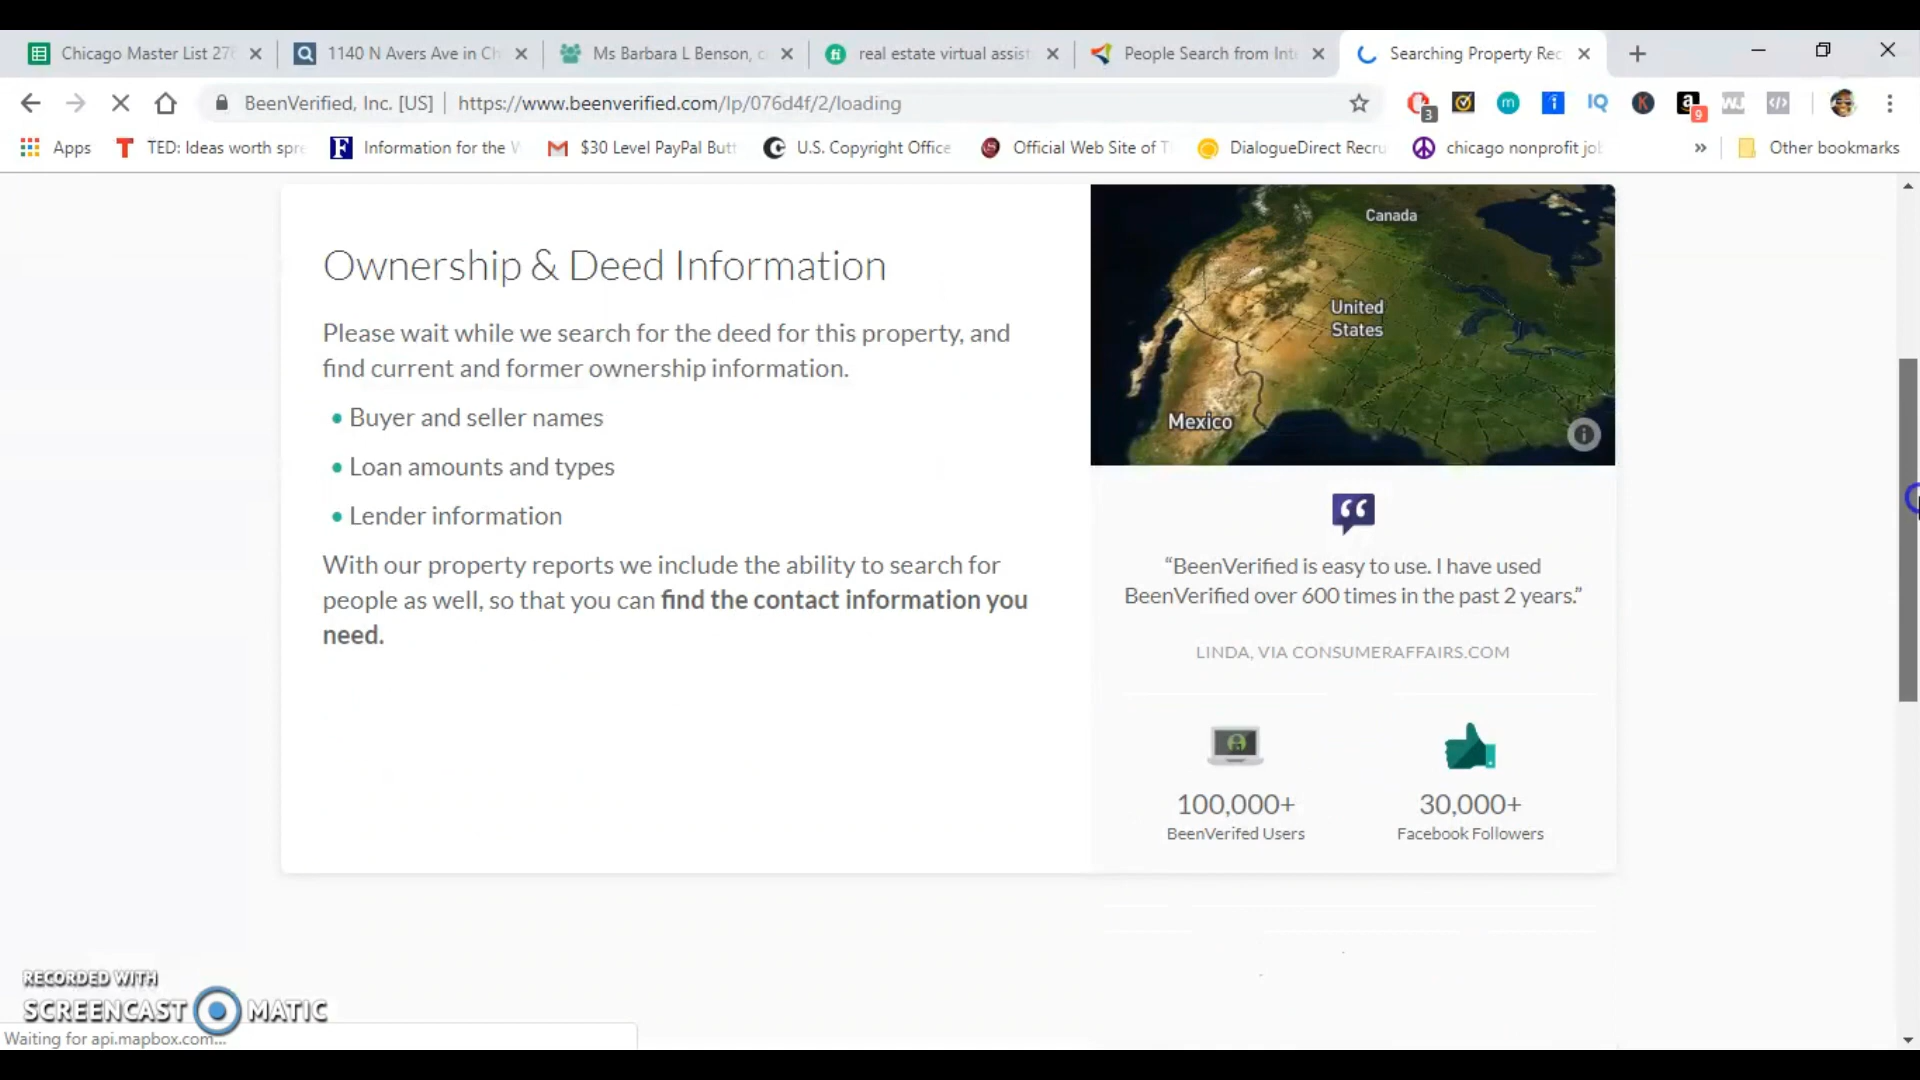 Chicago Master List 278
1140 N Avers Ave in Ch
Ms Barbara L Benson, c
real estate virtual assist
People Search from Inte
Searching Property Rec
BeenVerified, Inc. [US] | https://www.beenverified.com/lp/076d4f/2/loading
3
9
Apps
TED: Ideas worth spre
Information for the W
$30 Level PayPal Butt
U.S. Copyright Office
Official Web Site of T
DialogueDirect Recru
chicago nonprofit job
»
Other bookmarks
Ownership & Deed Information
Please wait while we search for the deed for this property, and
find current and former ownership information.
• Buyer and seller names
• Loan amounts and types
• Lender information
With our property reports we include the ability to search for
people as well, so that you can find the contact information you
need.
Canada
United
States
Mexico
“BeenVerified is easy to use. I have used
BeenVerified over 600 times in the past 2 years.”
LINDA, VIA CONSUMERAFFAIRS.COM
100,000+
BeenVerifed Users
30,000+
Facebook Followers
RECORDED WITH
SCREENCAST MATIC
Waiting for api.mapbox.com...